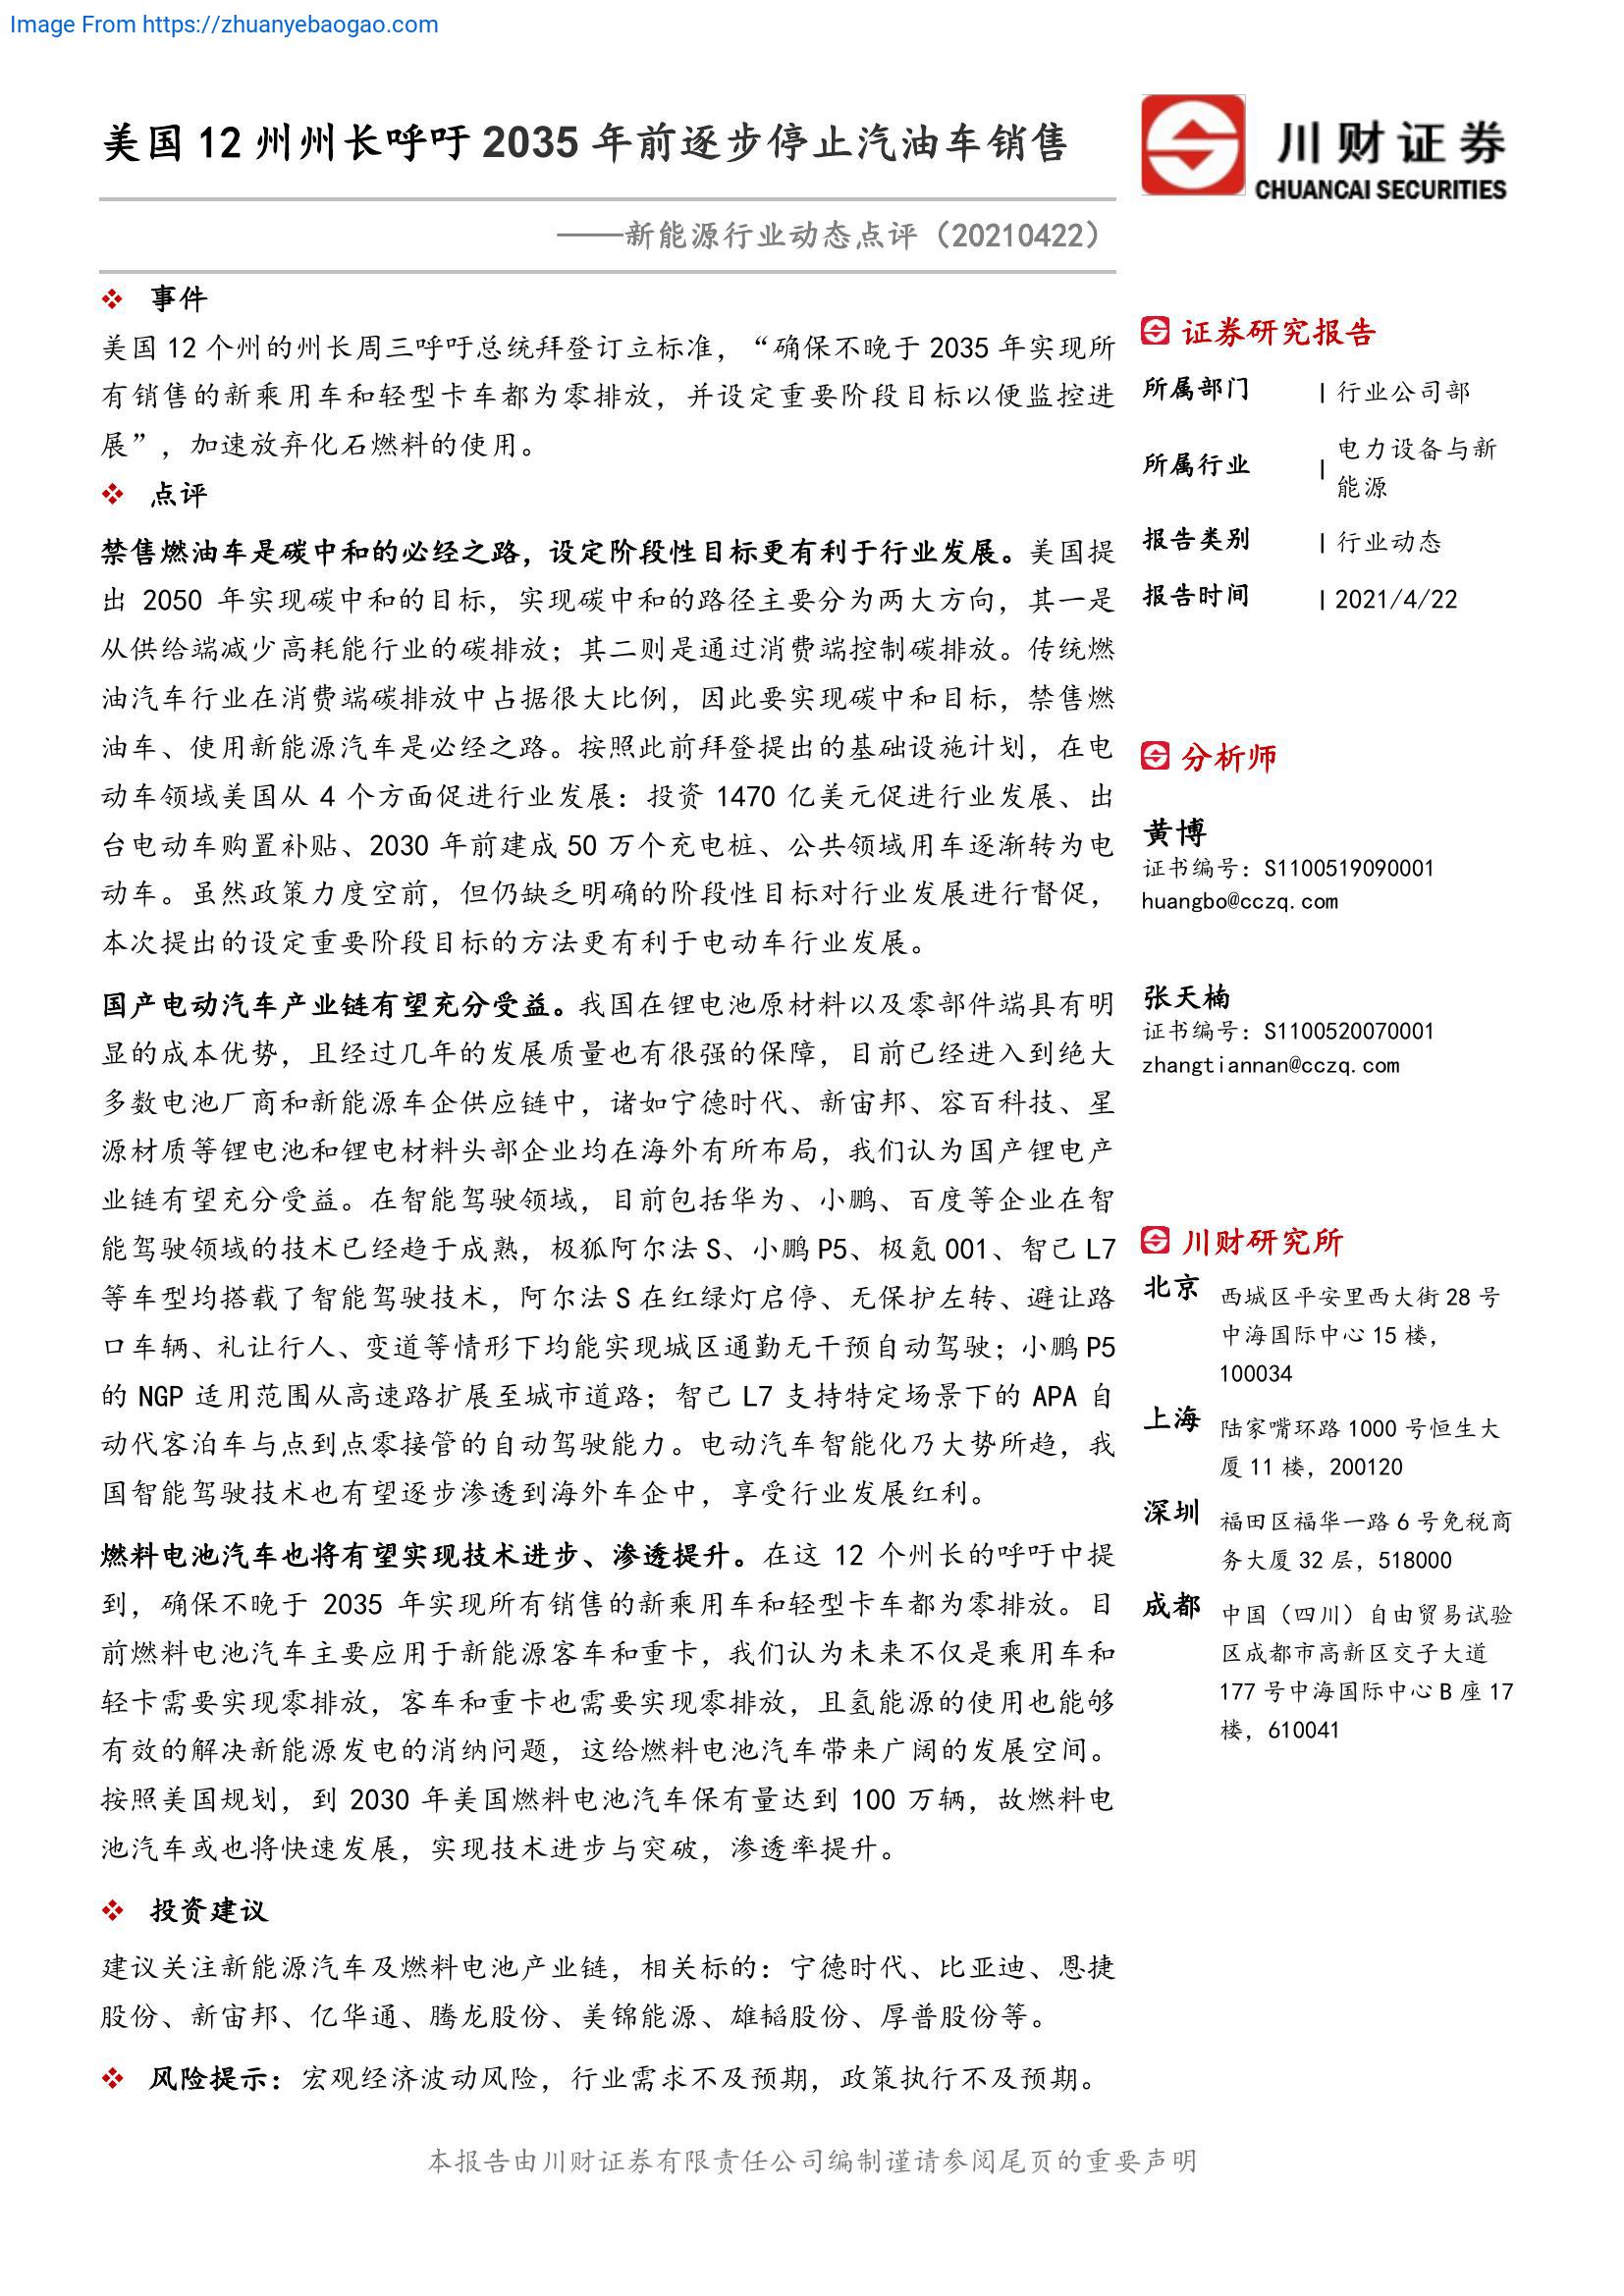 Image From https://zhuanyebaogao.com
美国 12 州州长呼吁 2035 年前逐步停止汽油车销售
——新能源行业动态点评（20210422）
川财证券
CHUANCAI SECURITIES
事件
美国 12 个州的州长周三呼吁总统拜登订立标准，“确保不晚于 2035 年实现所
有销售的新乘用车和轻型卡车都为零排放，并设定重要阶段目标以便监控进
展”，加速放弃化石燃料的使用。
点评
禁售燃油车是碳中和的必经之路，设定阶段性目标更有利于行业发展。美国提
出 2050 年实现碳中和的目标，实现碳中和的路径主要分为两大方向，其一是
从供给端减少高耗能行业的碳排放；其二则是通过消费端控制碳排放。传统燃
油汽车行业在消费端碳排放中占据很大比例，因此要实现碳中和目标，禁售燃
油车、使用新能源汽车是必经之路。按照此前拜登提出的基础设施计划，在电
动车领域美国从 4 个方面促进行业发展：投资 1470 亿美元促进行业发展、出
台电动车购置补贴、2030 年前建成 50 万个充电桩、公共领域用车逐渐转为电
动车。虽然政策力度空前，但仍缺乏明确的阶段性目标对行业发展进行督促，
本次提出的设定重要阶段目标的方法更有利于电动车行业发展。
国产电动汽车产业链有望充分受益。我国在锂电池原材料以及零部件端具有明
显的成本优势，且经过几年的发展质量也有很强的保障，目前已经进入到绝大
多数电池厂商和新能源车企供应链中，诸如宁德时代、新宙邦、容百科技、星
源材质等锂电池和锂电材料头部企业均在海外有所布局，我们认为国产锂电产
业链有望充分受益。在智能驾驶领域，目前包括华为、小鹏、百度等企业在智
能驾驶领域的技术已经趋于成熟，极狐阿尔法 S、小鹏 P5、极氪 001、智己 L7
等车型均搭载了智能驾驶技术，阿尔法 S 在红绿灯启停、无保护左转、避让路
口车辆、礼让行人、变道等情形下均能实现城区通勤无干预自动驾驶；小鹏 P5
的 NGP 适用范围从高速路扩展至城市道路；智己 L7 支持特定场景下的 APA 自
动代客泊车与点到点零接管的自动驾驶能力。电动汽车智能化乃大势所趋，我
国智能驾驶技术也有望逐步渗透到海外车企中，享受行业发展红利。
燃料电池汽车也将有望实现技术进步、渗透提升。在这 12 个州长的呼吁中提
到，确保不晚于 2035 年实现所有销售的新乘用车和轻型卡车都为零排放。目
前燃料电池汽车主要应用于新能源客车和重卡，我们认为未来不仅是乘用车和
轻卡需要实现零排放，客车和重卡也需要实现零排放，且氢能源的使用也能够
有效的解决新能源发电的消纳问题，这给燃料电池汽车带来广阔的发展空间。
按照美国规划，到 2030 年美国燃料电池汽车保有量达到 100 万辆，故燃料电
池汽车或也将快速发展，实现技术进步与突破，渗透率提升。
投资建议
建议关注新能源汽车及燃料电池产业链，相关标的：宁德时代、比亚迪、恩捷
股份、新宙邦、亿华通、腾龙股份、美锦能源、雄韬股份、厚普股份等。
风险提示：宏观经济波动风险，行业需求不及预期，政策执行不及预期。
证券研究报告
所属部门 | 行业公司部
所属行业 | 电力设备与新
能源
报告类别 | 行业动态
报告时间 | 2021/4/22
分析师
黄博
证书编号：S1100519090001
huangbo@cczq.com
张天楠
证书编号：S1100520070001
zhangtiannan@cczq.com
川财研究所
北京 西城区平安里西大街 28 号
中海国际中心 15 楼，
100034
上海 陆家嘴环路 1000 号恒生大
厦 11 楼，200120
深圳 福田区福华一路 6 号免税商
务大厦 32 层，518000
成都 中国（四川）自由贸易试验
区成都市高新区交子大道
177 号中海国际中心 B 座 17
楼，610041
本报告由川财证券有限责任公司编制谨请参阅尾页的重要声明